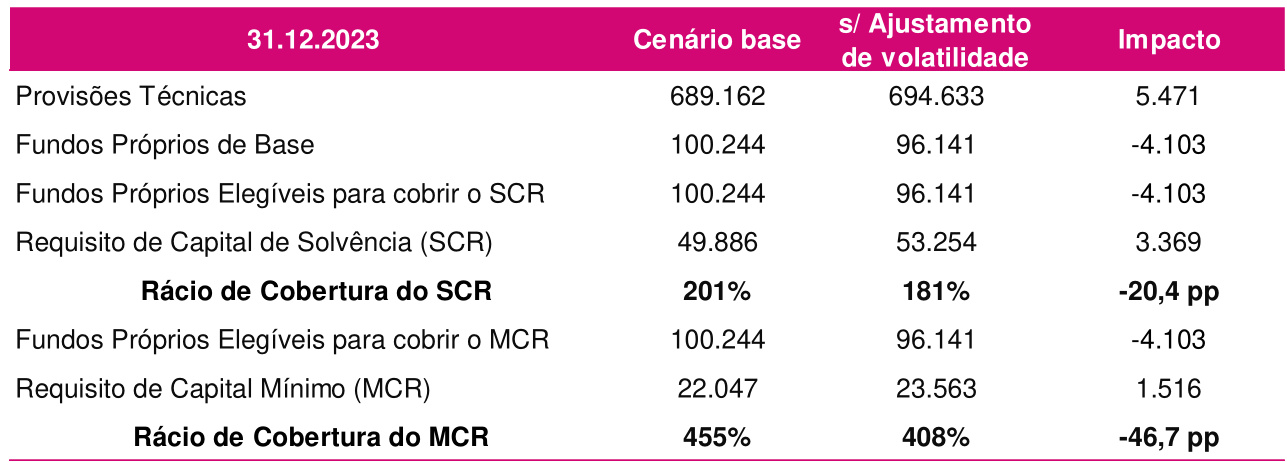 31.12.2023 Cenário base s/ Ajustamento de volatilidade Impacto
Provisões Técnicas 689.162 694.633 5.471
Fundos Próprios de Base 100.244 96.141 -4.103
Fundos Próprios Elegíveis para cobrir o SCR 100.244 96.141 -4.103
Requisito de Capital de Solvência (SCR) 49.886 53.254 3.369
Rácio de Cobertura do SCR 201% 181% -20,4 pp
Fundos Próprios Elegíveis para cobrir o MCR 100.244 96.141 -4.103
Requisito de Capital Mínimo (MCR) 22.047 23.563 1.516
Rácio de Cobertura do MCR 455% 408% -46,7 pp